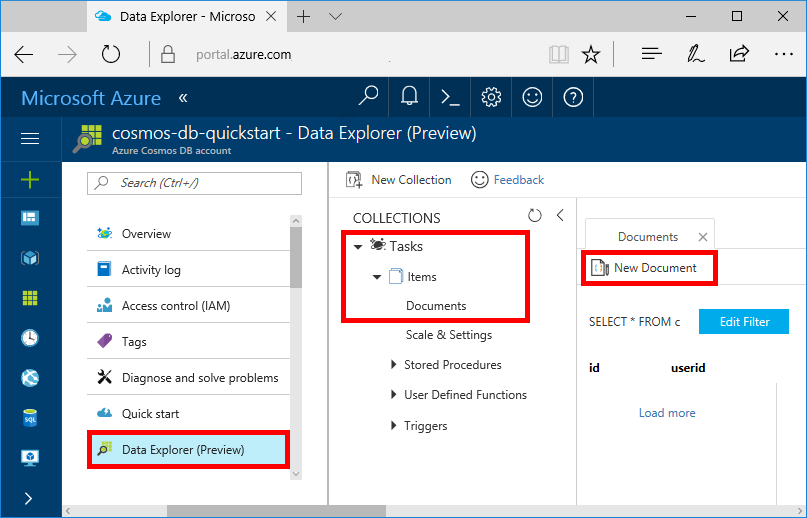 Data Explorer - Microso
portal.azure.com
Microsoft Azure «
cosmos-db-quickstart - Data Explorer (Preview)
Azure Cosmos DB account
Search (Ctrl+/)
Overview
Activity log
Access control (IAM)
Tags
Diagnose and solve problems
Quick start
Data Explorer (Preview)
New Collection
Feedback
COLLECTIONS
Tasks
Items
Documents
Scale & Settings
Stored Procedures
User Defined Functions
Triggers
Documents
New Document
SELECT * FROM c
Edit Filter
id userid
Load more
SQL